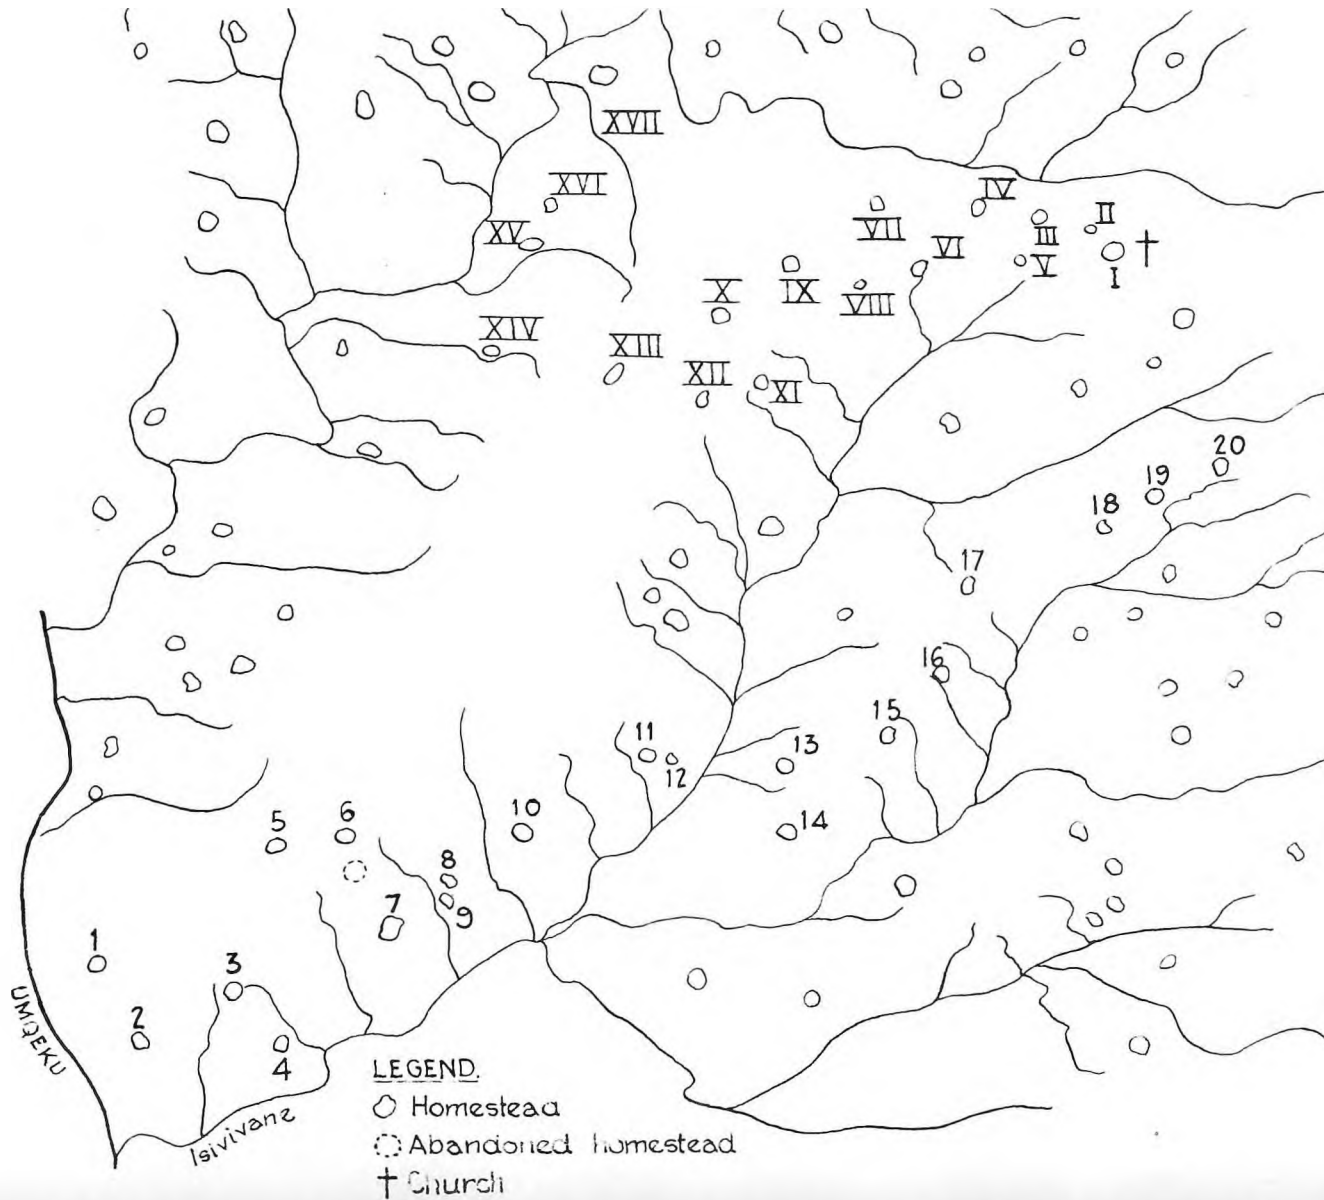 XVII
XVI
IV
II
XV
VII
III
VI
V
I
X
IX
VIII
XIV
XIII
XII
XI
20
19
18
17
16
15
11
12
13
10
14
5
6
8
7
9
1
3
2
4
UMQEKU
Isivivane
LEGEND.
Homestead
Abandoned homestead
† Church